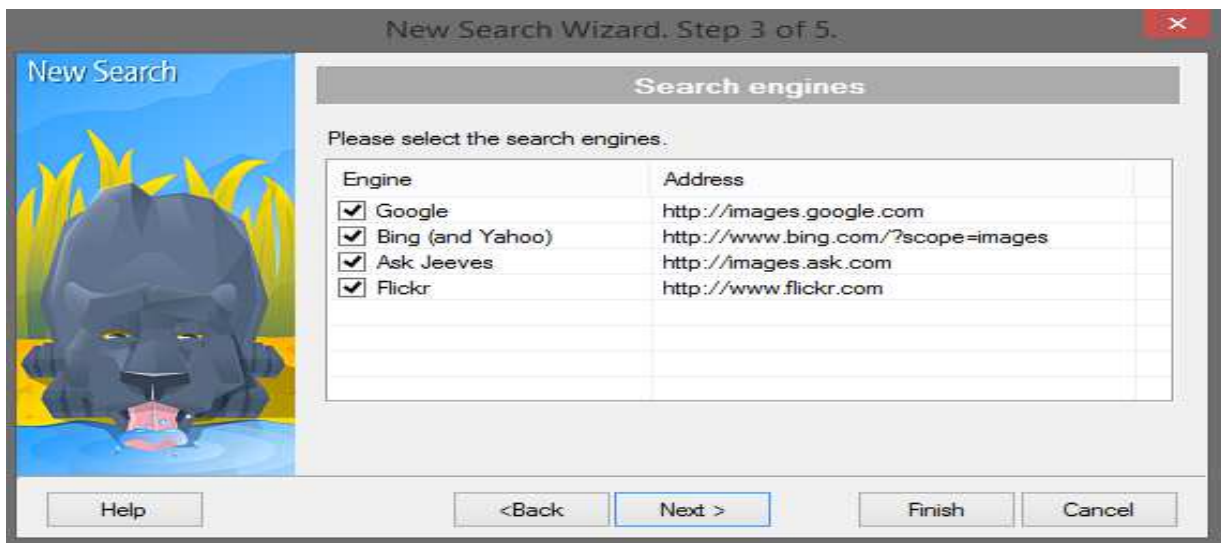 New Search Wizard. Step 3 of 5.
New Search
Search engines
Please select the search engines.
Engine Address
Google http://images.google.com
Bing (and Yahoo) http://www.bing.com/?scope=images
Ask Jeeves http://images.ask.com
Flickr http://www.flickr.com
Help <Back Next > Finish Cancel